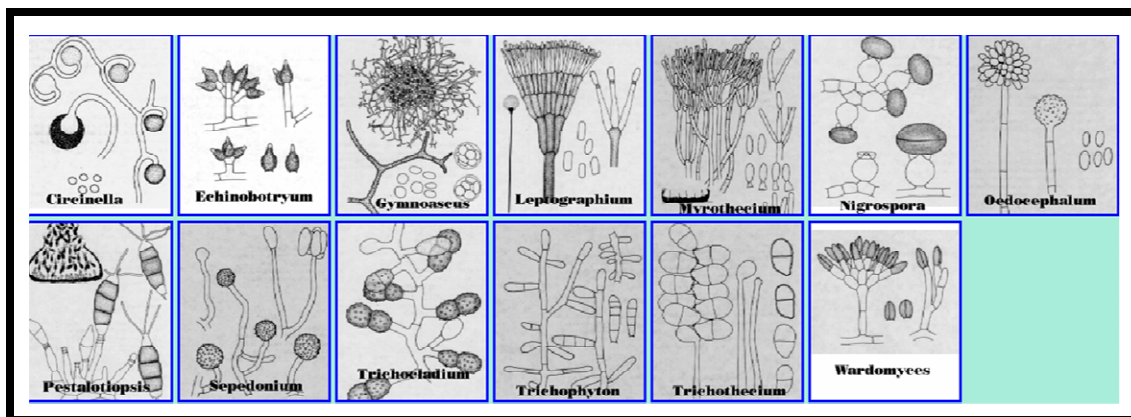 Circinella
Echinobotryum
Gymnoascus
Leptographium
Myrothecium
Nigrospora
Oedocephalum
Pestalotiopsis
Sepedonium
Trichocladium
Trichophyton
Trichothecium
Wardomyces